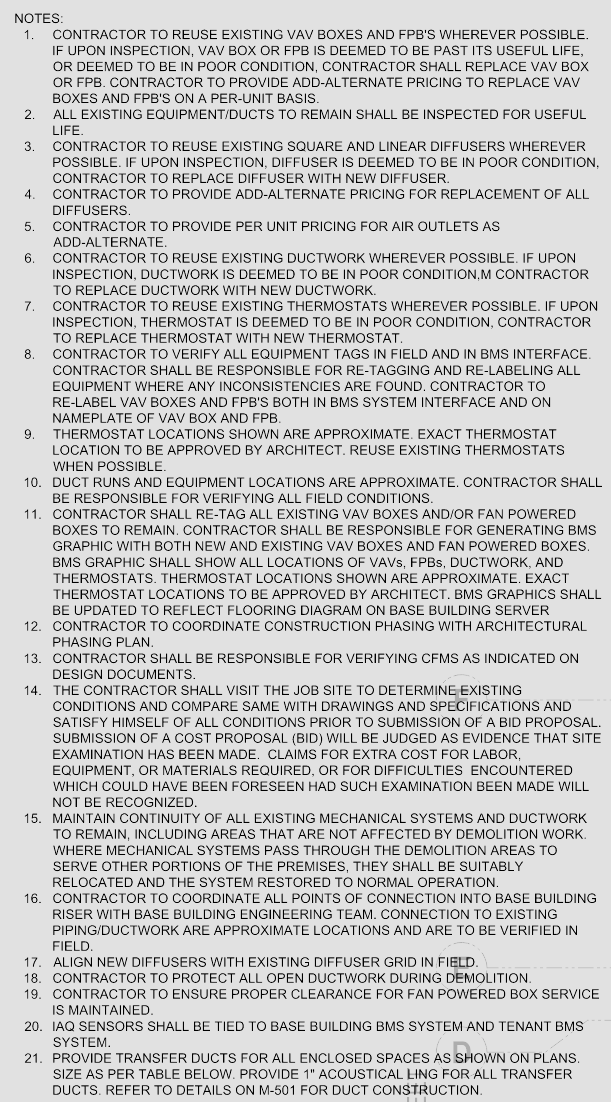 NOTES:
1. CONTRACTOR TO REUSE EXISTING VAV BOXES AND FPB'S WHEREVER POSSIBLE.
IF UPON INSPECTION, VAV BOX OR FPB IS DEEMED TO BE PAST ITS USEFUL LIFE,
OR DEEMED TO BE IN POOR CONDITION, CONTRACTOR SHALL REPLACE VAV BOX
OR FPB. CONTRACTOR TO PROVIDE ADD-ALTERNATE PRICING TO REPLACE VAV
BOXES AND FPB'S ON A PER-UNIT BASIS.
2. ALL EXISTING EQUIPMENT/DUCTS TO REMAIN SHALL BE INSPECTED FOR USEFUL
LIFE.
3. CONTRACTOR TO REUSE EXISTING SQUARE AND LINEAR DIFFUSERS WHEREVER
POSSIBLE. IF UPON INSPECTION, DIFFUSER IS DEEMED TO BE IN POOR CONDITION,
CONTRACTOR TO REPLACE DIFFUSER WITH NEW DIFFUSER.
4. CONTRACTOR TO PROVIDE ADD-ALTERNATE PRICING FOR REPLACEMENT OF ALL
DIFFUSERS.
5. CONTRACTOR TO PROVIDE PER UNIT PRICING FOR AIR OUTLETS AS
ADD-ALTERNATE.
6. CONTRACTOR TO REUSE EXISTING DUCTWORK WHEREVER POSSIBLE. IF UPON
INSPECTION, DUCTWORK IS DEEMED TO BE IN POOR CONDITION,M CONTRACTOR
TO REPLACE DUCTWORK WITH NEW DUCTWORK.
7. CONTRACTOR TO REUSE EXISTING THERMOSTATS WHEREVER POSSIBLE. IF UPON
INSPECTION, THERMOSTAT IS DEEMED TO BE IN POOR CONDITION, CONTRACTOR
TO REPLACE THERMOSTAT WITH NEW THERMOSTAT.
8. CONTRACTOR TO VERIFY ALL EQUIPMENT TAGS IN FIELD AND IN BMS INTERFACE.
CONTRACTOR SHALL BE RESPONSIBLE FOR RE-TAGGING AND RE-LABELING ALL
EQUIPMENT WHERE ANY INCONSISTENCIES ARE FOUND. CONTRACTOR TO
RE-LABEL VAV BOXES AND FPB'S BOTH IN BMS SYSTEM INTERFACE AND ON
NAMEPLATE OF VAV BOX AND FPB.
9. THERMOSTAT LOCATIONS SHOWN ARE APPROXIMATE. EXACT THERMOSTAT
LOCATION TO BE APPROVED BY ARCHITECT. REUSE EXISTING THERMOSTATS
WHEN POSSIBLE.
10. DUCT RUNS AND EQUIPMENT LOCATIONS ARE APPROXIMATE. CONTRACTOR SHALL
BE RESPONSIBLE FOR VERIFYING ALL FIELD CONDITIONS.
11. CONTRACTOR SHALL RE-TAG ALL EXISTING VAV BOXES AND/OR FAN POWERED
BOXES TO REMAIN. CONTRACTOR SHALL BE RESPONSIBLE FOR GENERATING BMS
GRAPHIC WITH BOTH NEW AND EXISTING VAV BOXES AND FAN POWERED BOXES.
BMS GRAPHIC SHALL SHOW ALL LOCATIONS OF VAVs, FPBs, DUCTWORK, AND
THERMOSTATS. THERMOSTAT LOCATIONS SHOWN ARE APPROXIMATE. EXACT
THERMOSTAT LOCATIONS TO BE APPROVED BY ARCHITECT. BMS GRAPHICS SHALL
BE UPDATED TO REFLECT FLOORING DIAGRAM ON BASE BUILDING SERVER
12. CONTRACTOR TO COORDINATE CONSTRUCTION PHASING WITH ARCHITECTURAL
PHASING PLAN.
13. CONTRACTOR SHALL BE RESPONSIBLE FOR VERIFYING CFMS AS INDICATED ON
DESIGN DOCUMENTS.
14. THE CONTRACTOR SHALL VISIT THE JOB SITE TO DETERMINE EXISTING
CONDITIONS AND COMPARE SAME WITH DRAWINGS AND SPECIFICATIONS AND
SATISFY HIMSELF OF ALL CONDITIONS PRIOR TO SUBMISSION OF A BID PROPOSAL.
SUBMISSION OF A COST PROPOSAL (BID) WILL BE JUDGED AS EVIDENCE THAT SITE
EXAMINATION HAS BEEN MADE. CLAIMS FOR EXTRA COST FOR LABOR,
EQUIPMENT, OR MATERIALS REQUIRED, OR FOR DIFFICULTIES ENCOUNTERED
WHICH COULD HAVE BEEN FORESEEN HAD SUCH EXAMINATION BEEN MADE WILL
NOT BE RECOGNIZED.
15. MAINTAIN CONTINUITY OF ALL EXISTING MECHANICAL SYSTEMS AND DUCTWORK
TO REMAIN, INCLUDING AREAS THAT ARE NOT AFFECTED BY DEMOLITION WORK.
WHERE MECHANICAL SYSTEMS PASS THROUGH THE DEMOLITION AREAS TO
SERVE OTHER PORTIONS OF THE PREMISES, THEY SHALL BE SUITABLY
RELOCATED AND THE SYSTEM RESTORED TO NORMAL OPERATION.
16. CONTRACTOR TO COORDINATE ALL POINTS OF CONNECTION INTO BASE BUILDING
RISER WITH BASE BUILDING ENGINEERING TEAM. CONNECTION TO EXISTING
PIPING/DUCTWORK ARE APPROXIMATE LOCATIONS AND ARE TO BE VERIFIED IN
FIELD.
17. ALIGN NEW DIFFUSERS WITH EXISTING DIFFUSER GRID IN FIELD.
18. CONTRACTOR TO PROTECT ALL OPEN DUCTWORK DURING DEMOLITION.
19. CONTRACTOR TO ENSURE PROPER CLEARANCE FOR FAN POWERED BOX SERVICE
IS MAINTAINED.
20. IAQ SENSORS SHALL BE TIED TO BASE BUILDING BMS SYSTEM AND TENANT BMS
SYSTEM.
21. PROVIDE TRANSFER DUCTS FOR ALL ENCLOSED SPACES AS SHOWN ON PLANS.
SIZE AS PER TABLE BELOW. PROVIDE 1" ACOUSTICAL LING FOR ALL TRANSFER
DUCTS. REFER TO DETAILS ON M-501 FOR DUCT CONSTRUCTION.
F
E
D